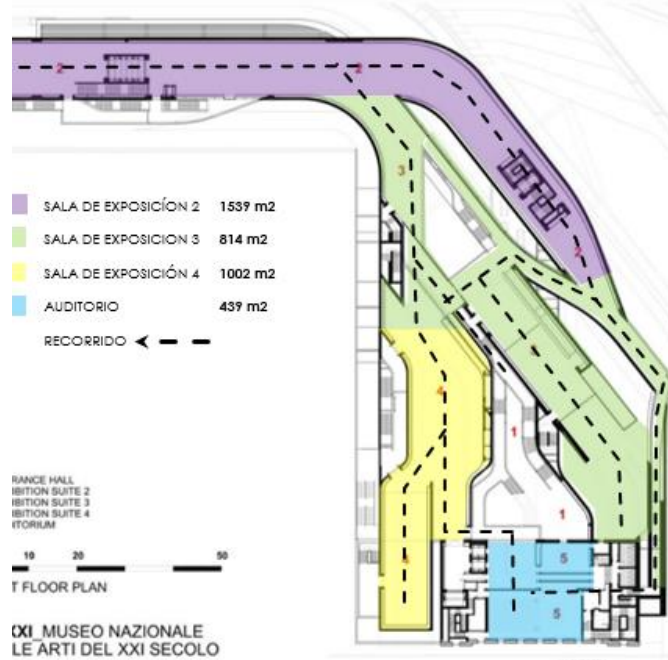 2
2
3
SALA DE EXPOSICÍON 2 1539 m2
SALA DE EXPOSICION 3 814 m2
SALA DE EXPOSICIÓN 4 1002 m2
AUDITORIO 439 m2
RECORRIDO
2
3
4
1
1
4
5
5
RANCE HALL
IBITION SUITE 2
IBITION SUITE 3
IBITION SUITE 4
ITORIUM
10 20 50
T FLOOR PLAN
XXI_MUSEO NAZIONALE
LE ARTI DEL XXI SECOLO